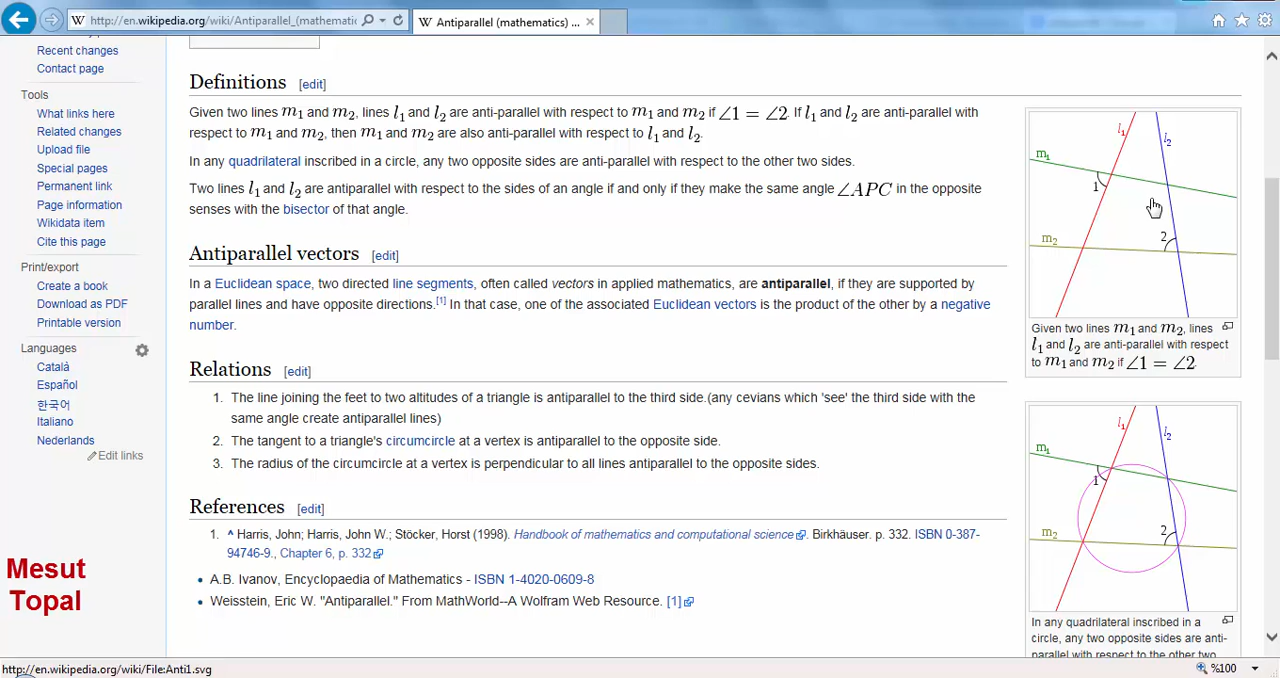 http://en.wikipedia.org/wiki/Antiparallel_(mathematic
W Antiparallel (mathematics) ...
Recent changes
Contact page
Tools
What links here
Related changes
Upload file
Special pages
Permanent link
Page information
Wikidata item
Cite this page
Print/export
Create a book
Download as PDF
Printable version
Languages
Català
Español
한국어
Italiano
Nederlands
Edit links
Mesut
Topal
Definitions [edit]
Given two lines m₁ and m₂, lines l₁ and l₂ are anti-parallel with respect to m₁ and m₂ if ∠1 = ∠2. If l₁ and l₂ are anti-parallel with
respect to m₁ and m₂, then m₁ and m₂ are also anti-parallel with respect to l₁ and l₂.
In any quadrilateral inscribed in a circle, any two opposite sides are anti-parallel with respect to the other two sides.
Two lines l₁ and l₂ are antiparallel with respect to the sides of an angle if and only if they make the same angle ∠APC in the opposite
senses with the bisector of that angle.
Antiparallel vectors [edit]
In a Euclidean space, two directed line segments, often called vectors in applied mathematics, are antiparallel, if they are supported by
parallel lines and have opposite directions.[1] In that case, one of the associated Euclidean vectors is the product of the other by a negative
number.
Relations [edit]
1. The line joining the feet to two altitudes of a triangle is antiparallel to the third side.(any cevians which 'see' the third side with the
same angle create antiparallel lines)
2. The tangent to a triangle's circumcircle at a vertex is antiparallel to the opposite side.
3. The radius of the circumcircle at a vertex is perpendicular to all lines antiparallel to the opposite sides.
References [edit]
1. ^ Harris, John; Harris, John W.; Stöcker, Horst (1998). Handbook of mathematics and computational science. Birkhäuser. p. 332. ISBN 0-387-
94746-9., Chapter 6, p. 332
• A.B. Ivanov, Encyclopaedia of Mathematics - ISBN 1-4020-0609-8
• Weisstein, Eric W. "Antiparallel." From MathWorld--A Wolfram Web Resource. [1]
l₁
l₂
m₁
1
m₂
2
Given two lines m₁ and m₂, lines
l₁ and l₂ are anti-parallel with respect
to m₁ and m₂ if ∠1 = ∠2.
l₁
l₂
m₁
1
m₂
2
In any quadrilateral inscribed in a
circle, any two opposite sides are anti-
parallel with respect to the other two
http://en.wikipedia.org/wiki/File:Anti1.svg
%100